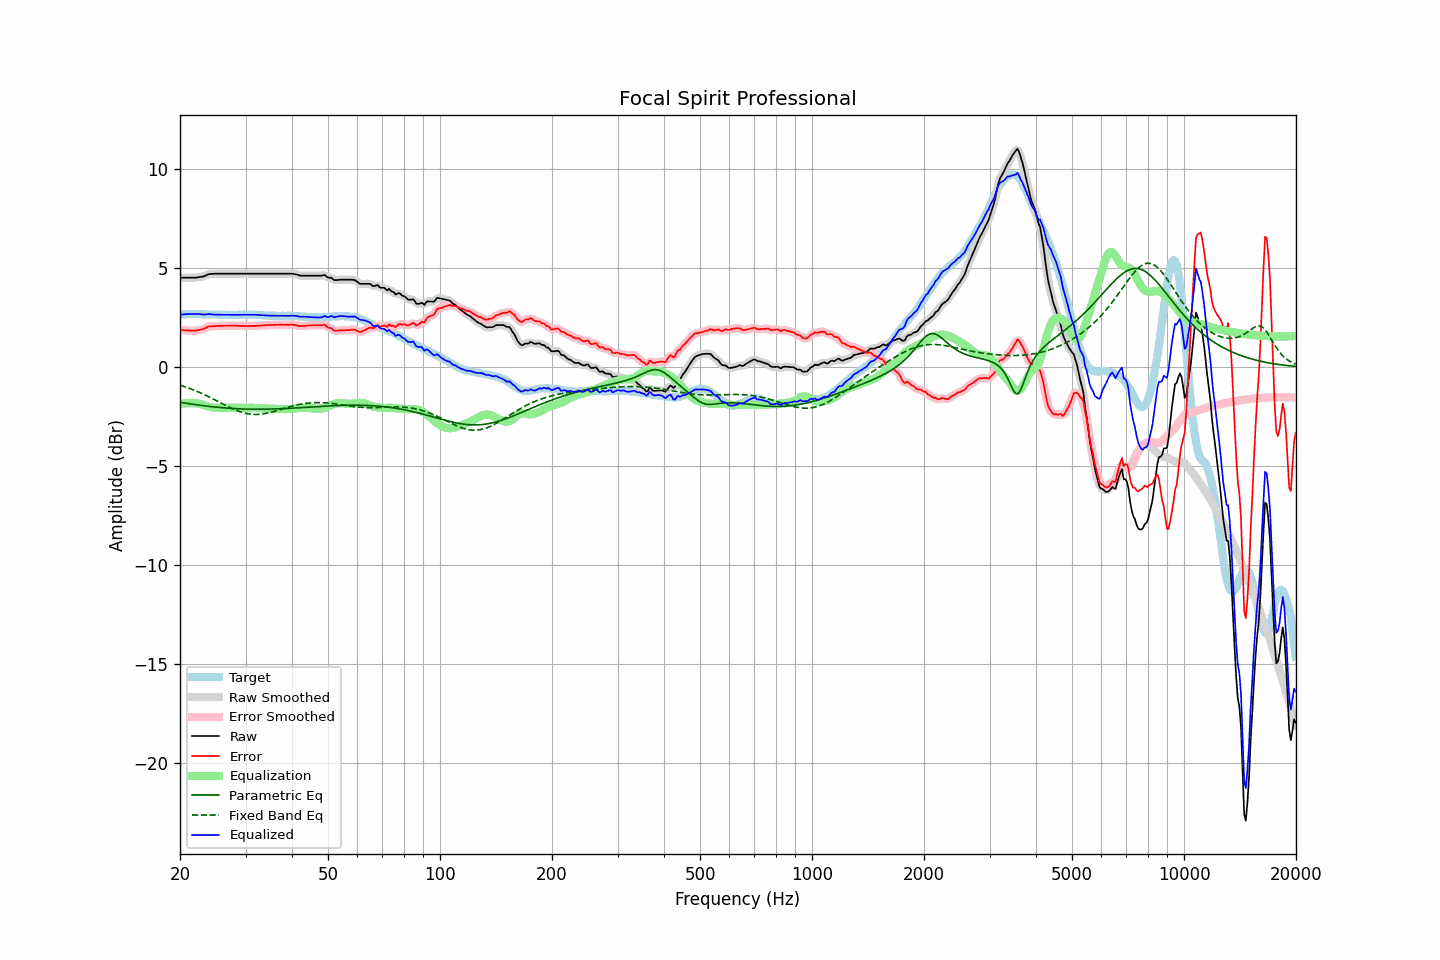 Focal Spirit Professional
Amplitude (dBr)
10
5
0
−5
−10
−15
−20
Target
Raw Smoothed
Error Smoothed
Raw
Error
Equalization
Parametric Eq
Fixed Band Eq
Equalized
20 50 100 200 500 1000 2000 5000 10000 20000
Frequency (Hz)